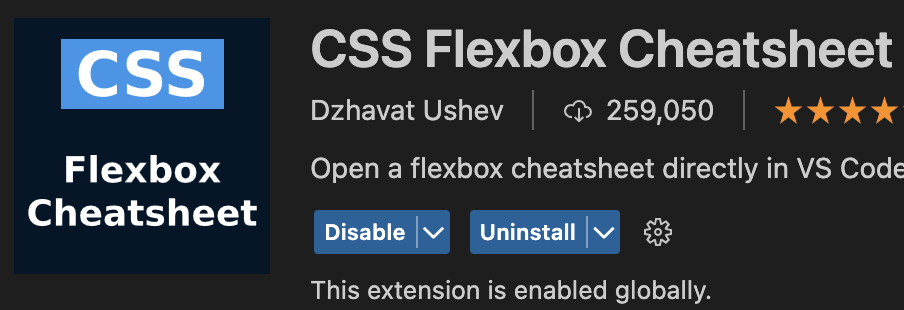 CSS
Flexbox
Cheatsheet
CSS Flexbox Cheatsheet
Dzhavat Ushev 259,050
Open a flexbox cheatsheet directly in VS Code
Disable Uninstall
This extension is enabled globally.